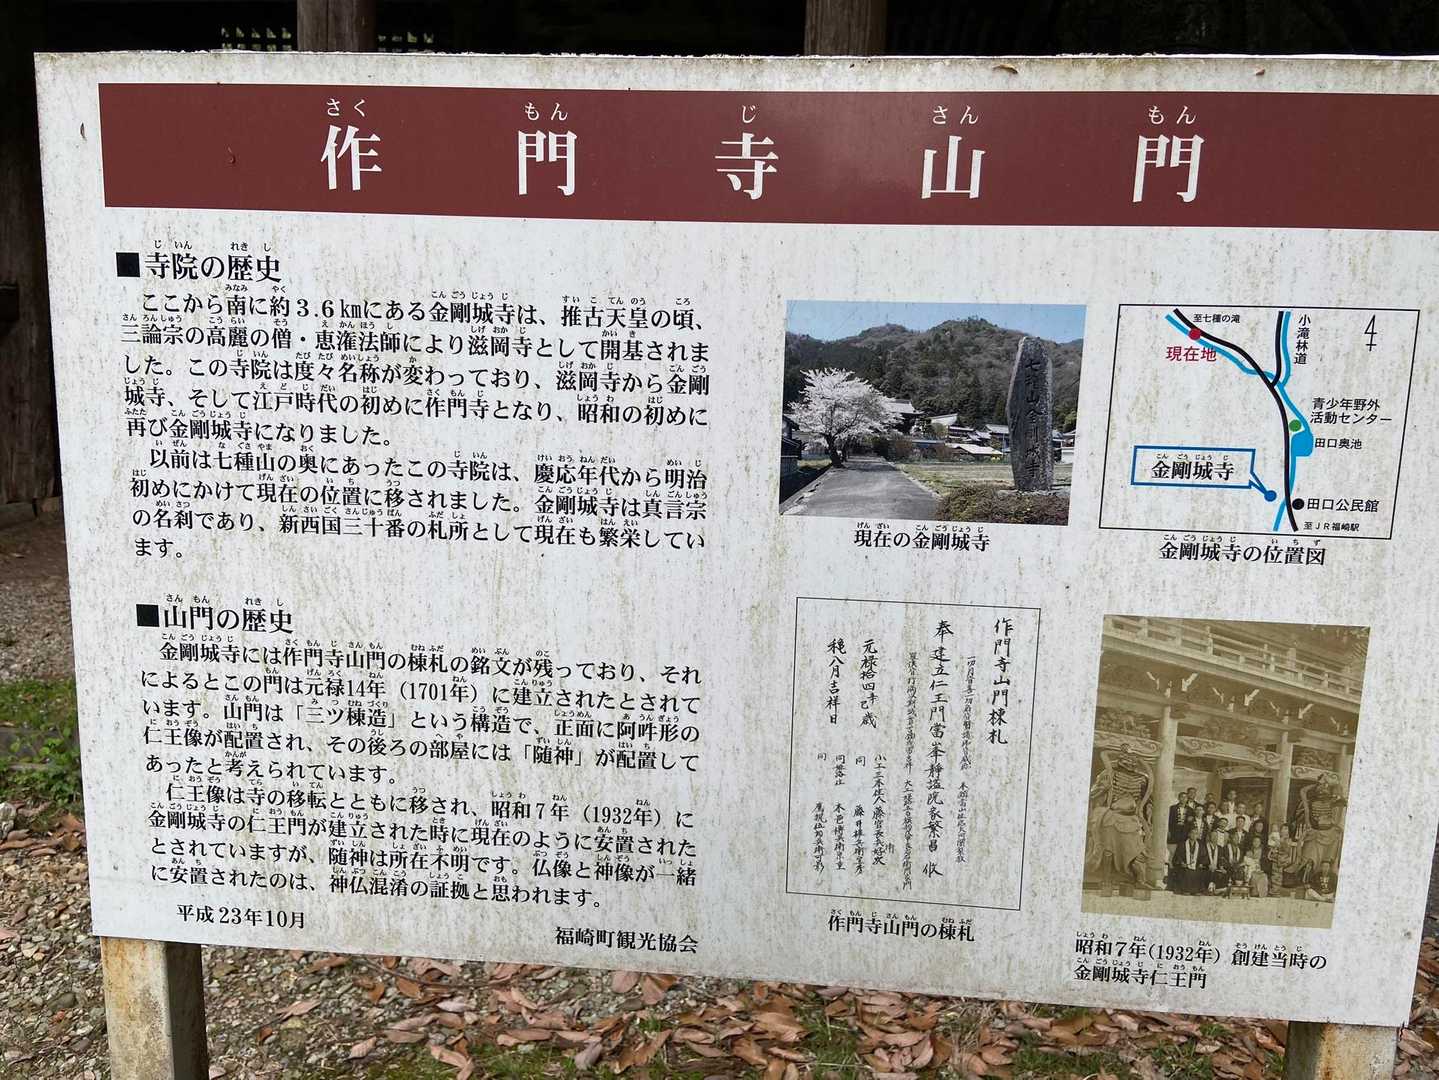 作門寺山門
さく もん じ さん もん
■寺院の歴史
ここから南に約3.6kmにある金剛城寺は、推古天皇の頃、
三論宗の高麗の僧・恵潅法師により滋岡寺として開基されま
した。この寺院は度々名称が変わっており、滋岡寺から金剛
城寺、そして江戸時代の初めに作門寺となり、昭和の初めに
再び金剛城寺になりました。
以前は七種山の奥にあったこの寺院は、慶応年代から明治
初めにかけて現在の位置に移されました。金剛城寺は真言宗
の名刹であり、新西国三十番の札所として現在も繁栄してい
ます。
■山門の歴史
金剛城寺には作門寺山門の棟札の銘文が残っており、それ
によるとこの門は元禄14年（1701年）に建立されたとされて
います。山門は「三ツ棟造」という構造で、正面に阿吽形の
仁王像が配置され、その後ろの部屋には「随神」が配置して
あったと考えられています。
仁王像は寺の移転とともに移され、昭和7年（1932年）に
金剛城寺の仁王門が建立された時に現在のように安置された
とされていますが、随神は所在不明です。仏像と神像が一緒
に安置されたのは、神仏混淆の証拠と思われます。
平成23年10月
福崎町観光協会
現在の金剛城寺
至七種の滝
現在地
小滝林道
青少年野外
活動センター
田口奥池
金剛城寺
田口公民館
至JR福崎駅
金剛城寺の位置図
作門寺山門棟札
奉建立仁王門當峯静謐院家繁昌攸
元禄拾四辛巳歳
穐八月吉祥日
作門寺山門の棟札
昭和7年(1932年) 創建当時の
金剛城寺仁王門